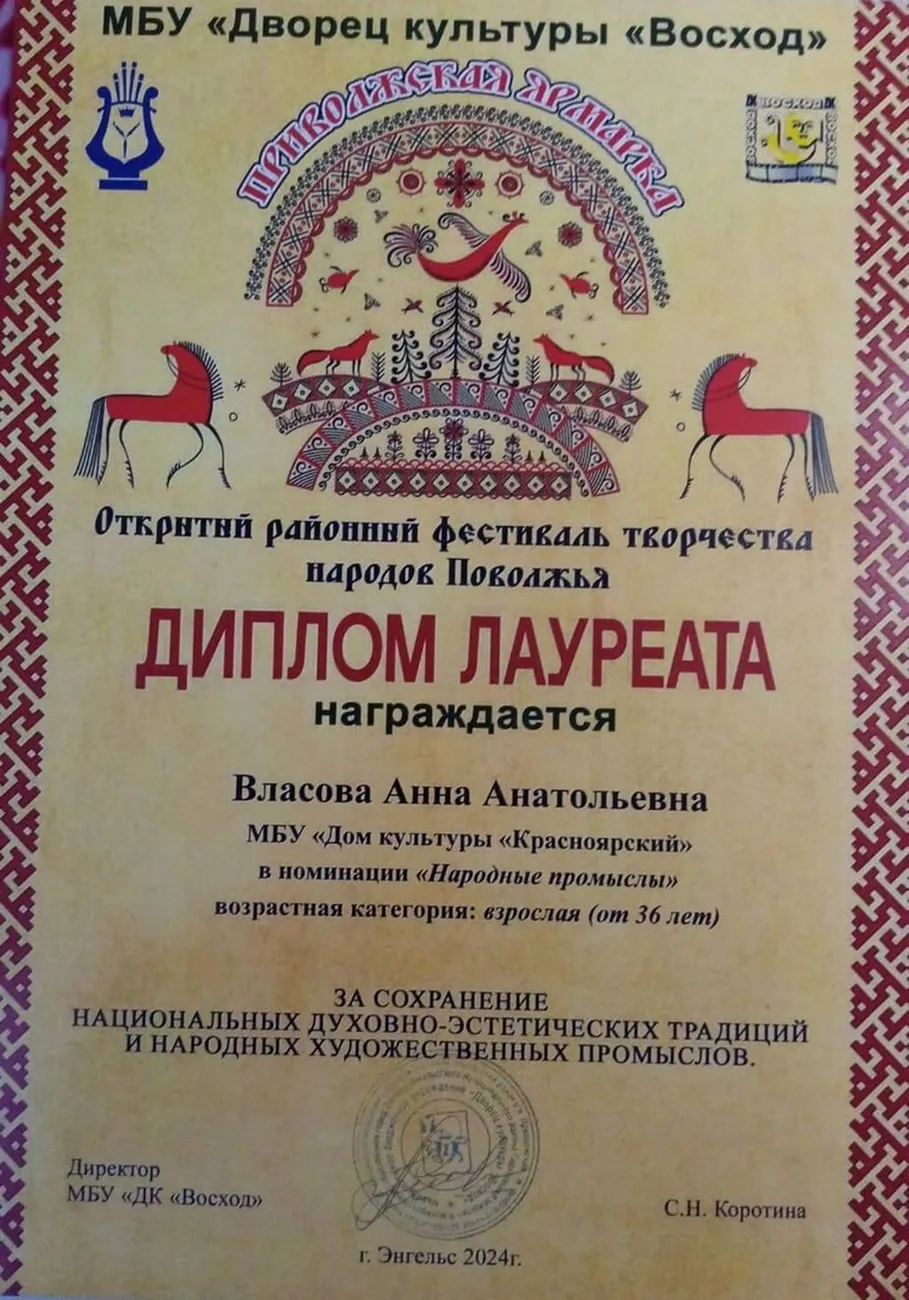 МБУ «Дворец культуры «Восход»
ПРИВОЛЖСКАЯ ЯРМАРКА
ВОСХОД
Открытый районный фестиваль творчества
народов Поволжья
ДИПЛОМ ЛАУРЕАТА
награждается
Власова Анна Анатольевна
МБУ «Дом культуры «Красноярский»
в номинации «Народные промыслы»
возрастная категория: взрослая (от 36 лет)
ЗА СОХРАНЕНИЕ
НАЦИОНАЛЬНЫХ ДУХОВНО-ЭСТЕТИЧЕСКИХ ТРАДИЦИЙ
И НАРОДНЫХ ХУДОЖЕСТВЕННЫХ ПРОМЫСЛОВ.
Директор
МБУ «ДК «Восход»
С.Н. Коротина
г. Энгельс 2024г.